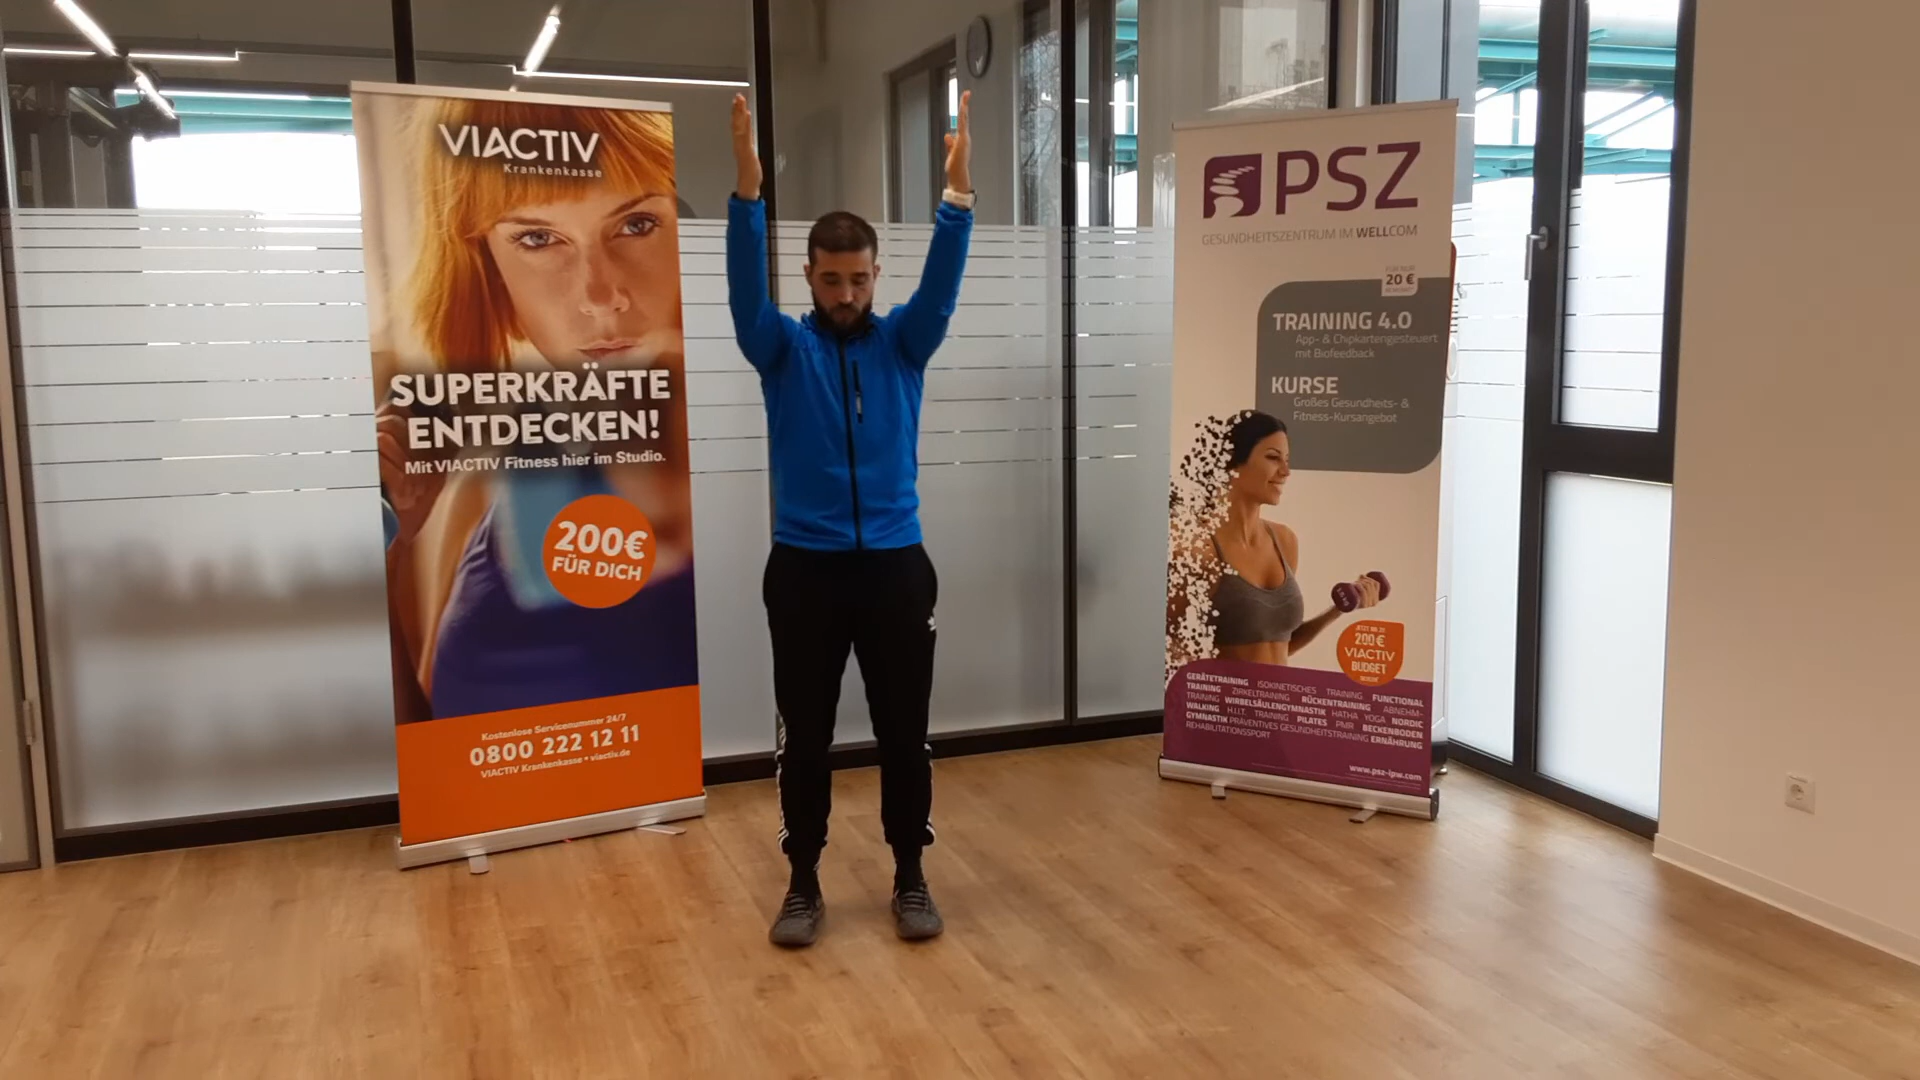 VIACTIV
Krankenkasse
SUPERKRÄFTE
ENTDECKEN!
Mit VIACTIV Fitness hier im Studio.
200€
FÜR DICH
Kostenlose Servicenummer 24/7
0800 222 12 11
VIACTIV Krankenkasse • viactiv.de
PSZ
GESUNDHEITSZENTRUM IM WELLCOM
20 €
TRAINING 4.0
App- & Chipkartengesteuert
mit Biofeedback
KURSE
Großes Gesundheits- &
Fitness-Kursangebot
200 €
VIACTIV
BUDGET
GERÄTETRAINING ISOKINETISCHES TRAINING FUNCTIONAL
TRAINING ZIRKELTRAINING RÜCKENTRAINING ABNEHM-
WALKING H.I.I.T. TRAINING WIRBELSÄULENGYMNASTIK HATHA YOGA NORDIC
GYMNASTIK PRÄVENTIVES GESUNDHEITSTRAINING PILATES PMR BECKENBODEN
REHABILITATIONSSPORT ERNÄHRUNG
www.psz-ipw.com